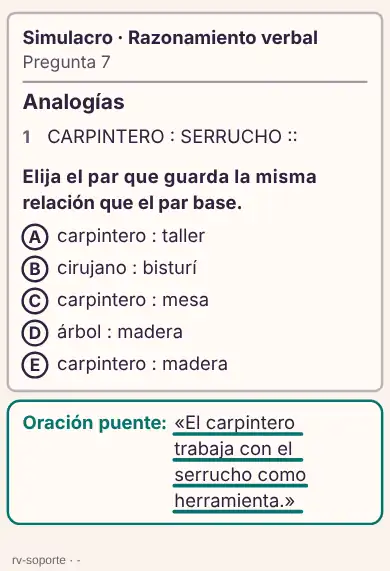 Simulacro · Razonamiento verbal
Pregunta 7
Analogías
1 CARPINTERO : SERRUCHO ::
Elija el par que guarda la misma
relación que el par base.
A carpintero : taller
B cirujano : bisturí
C carpintero : mesa
D árbol : madera
E carpintero : madera
Oración puente: «El carpintero
trabaja con el
serrucho como
herramienta.»
rv-soporte · -